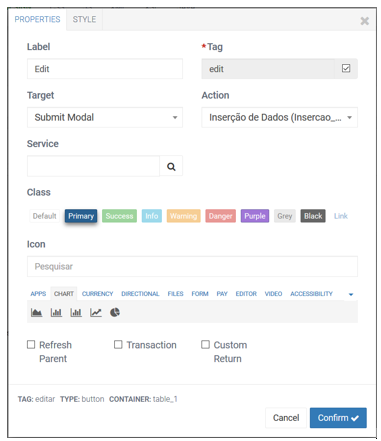 PROPERTIES STYLE
Label *Tag
Edit edit
Target Action
Submit Modal Inserção de Dados (Insercao_...
Service
Class
Default Primary Success Info Warning Danger Purple Grey Black Link
Icon
Pesquisar
APPS CHART CURRENCY DIRECTIONAL FILES FORM PAY EDITOR VIDEO ACCESSIBILITY
Refresh Parent Transaction Custom Return
TAG: editar TYPE: button CONTAINER: table_1
Cancel Confirm